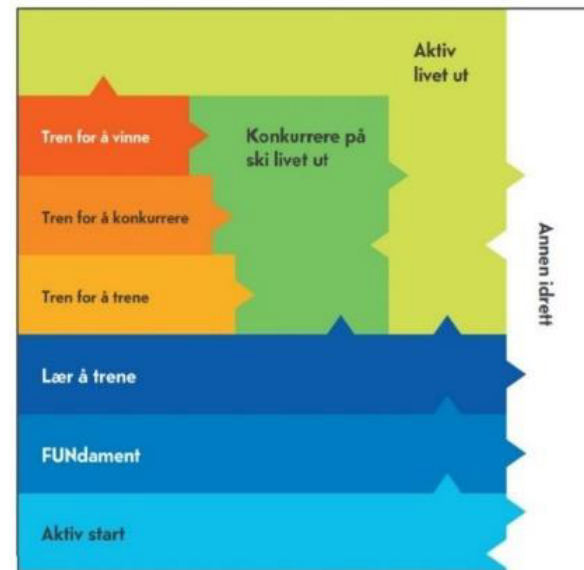 Aktiv
livet ut
Tren for å vinne
Konkurrere på
ski livet ut
Tren for å konkurrere
Tren for å trene
Annen idrett
Lær å trene
FUNdament
Aktiv start